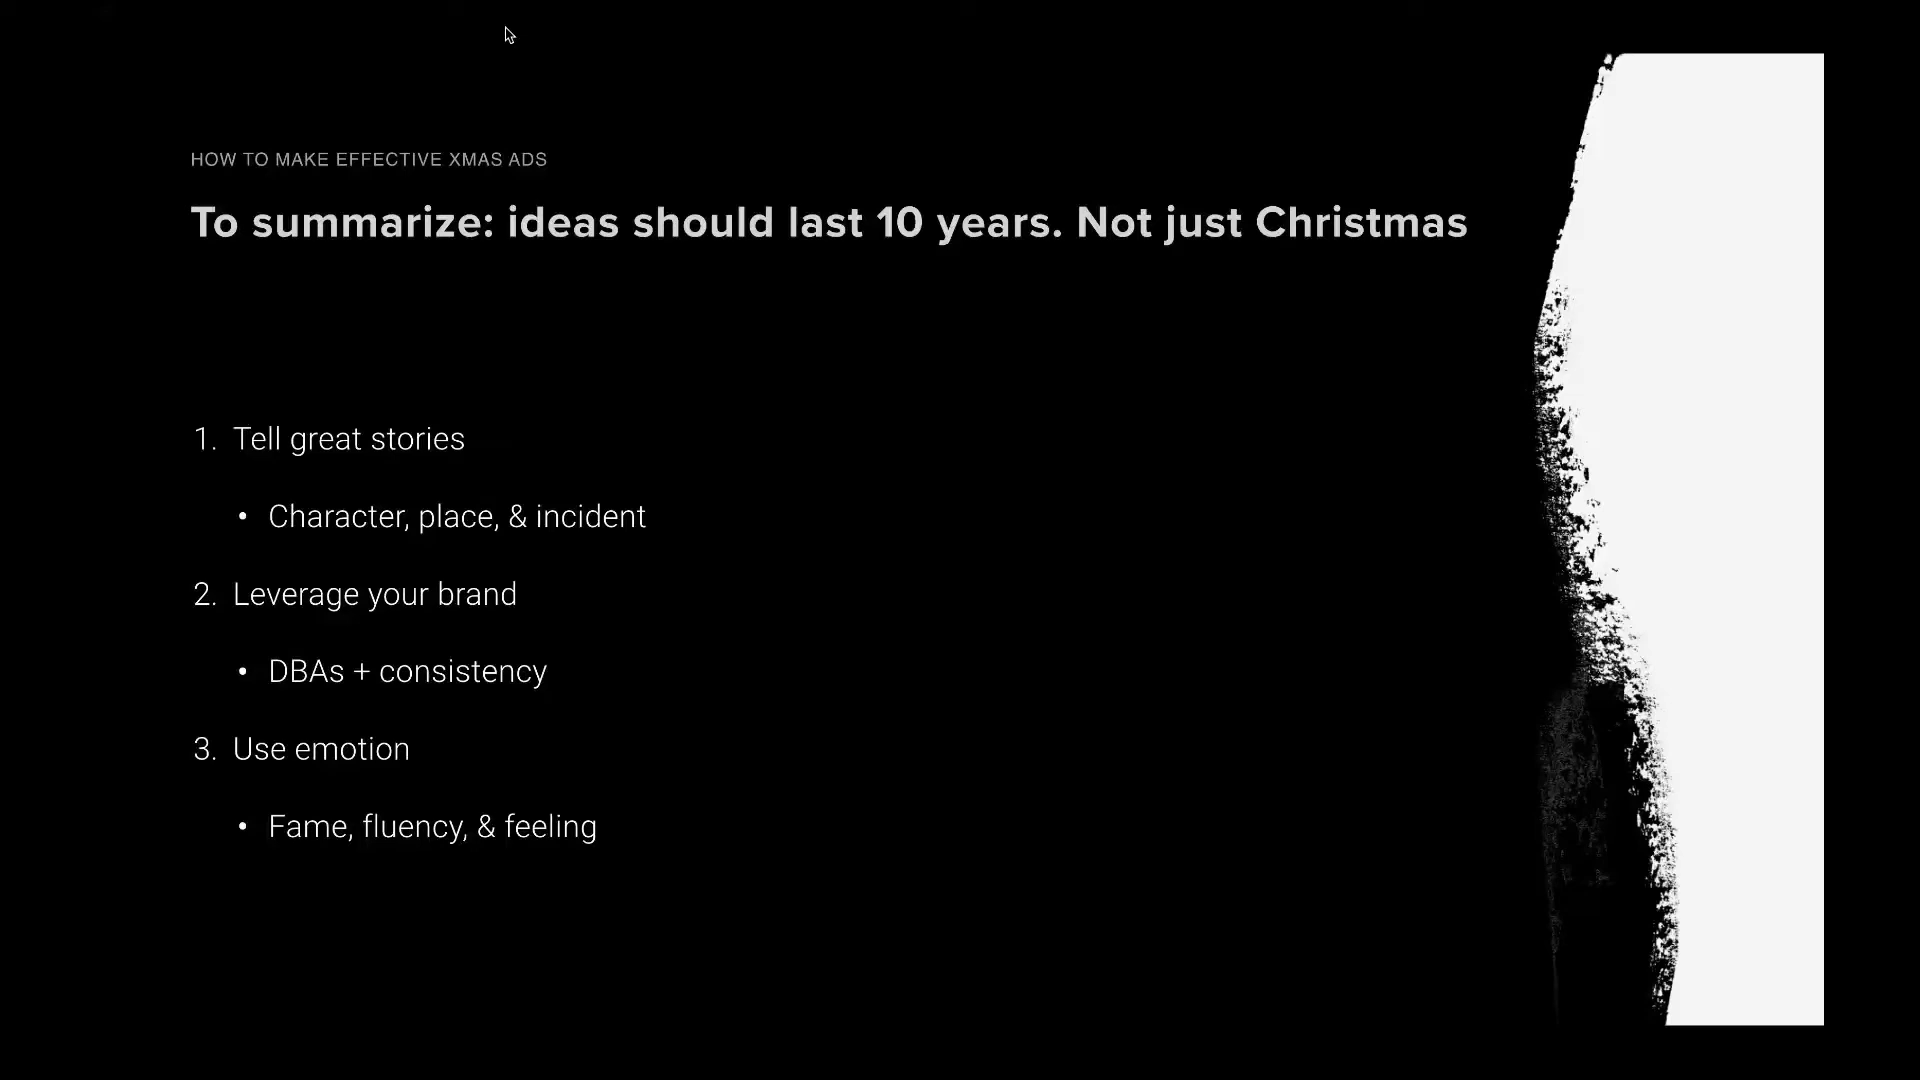 HOW TO MAKE EFFECTIVE XMAS ADS
To summarize: ideas should last 10 years. Not just Christmas
1. Tell great stories
• Character, place, & incident
2. Leverage your brand
• DBAs + consistency
3. Use emotion
• Fame, fluency, & feeling